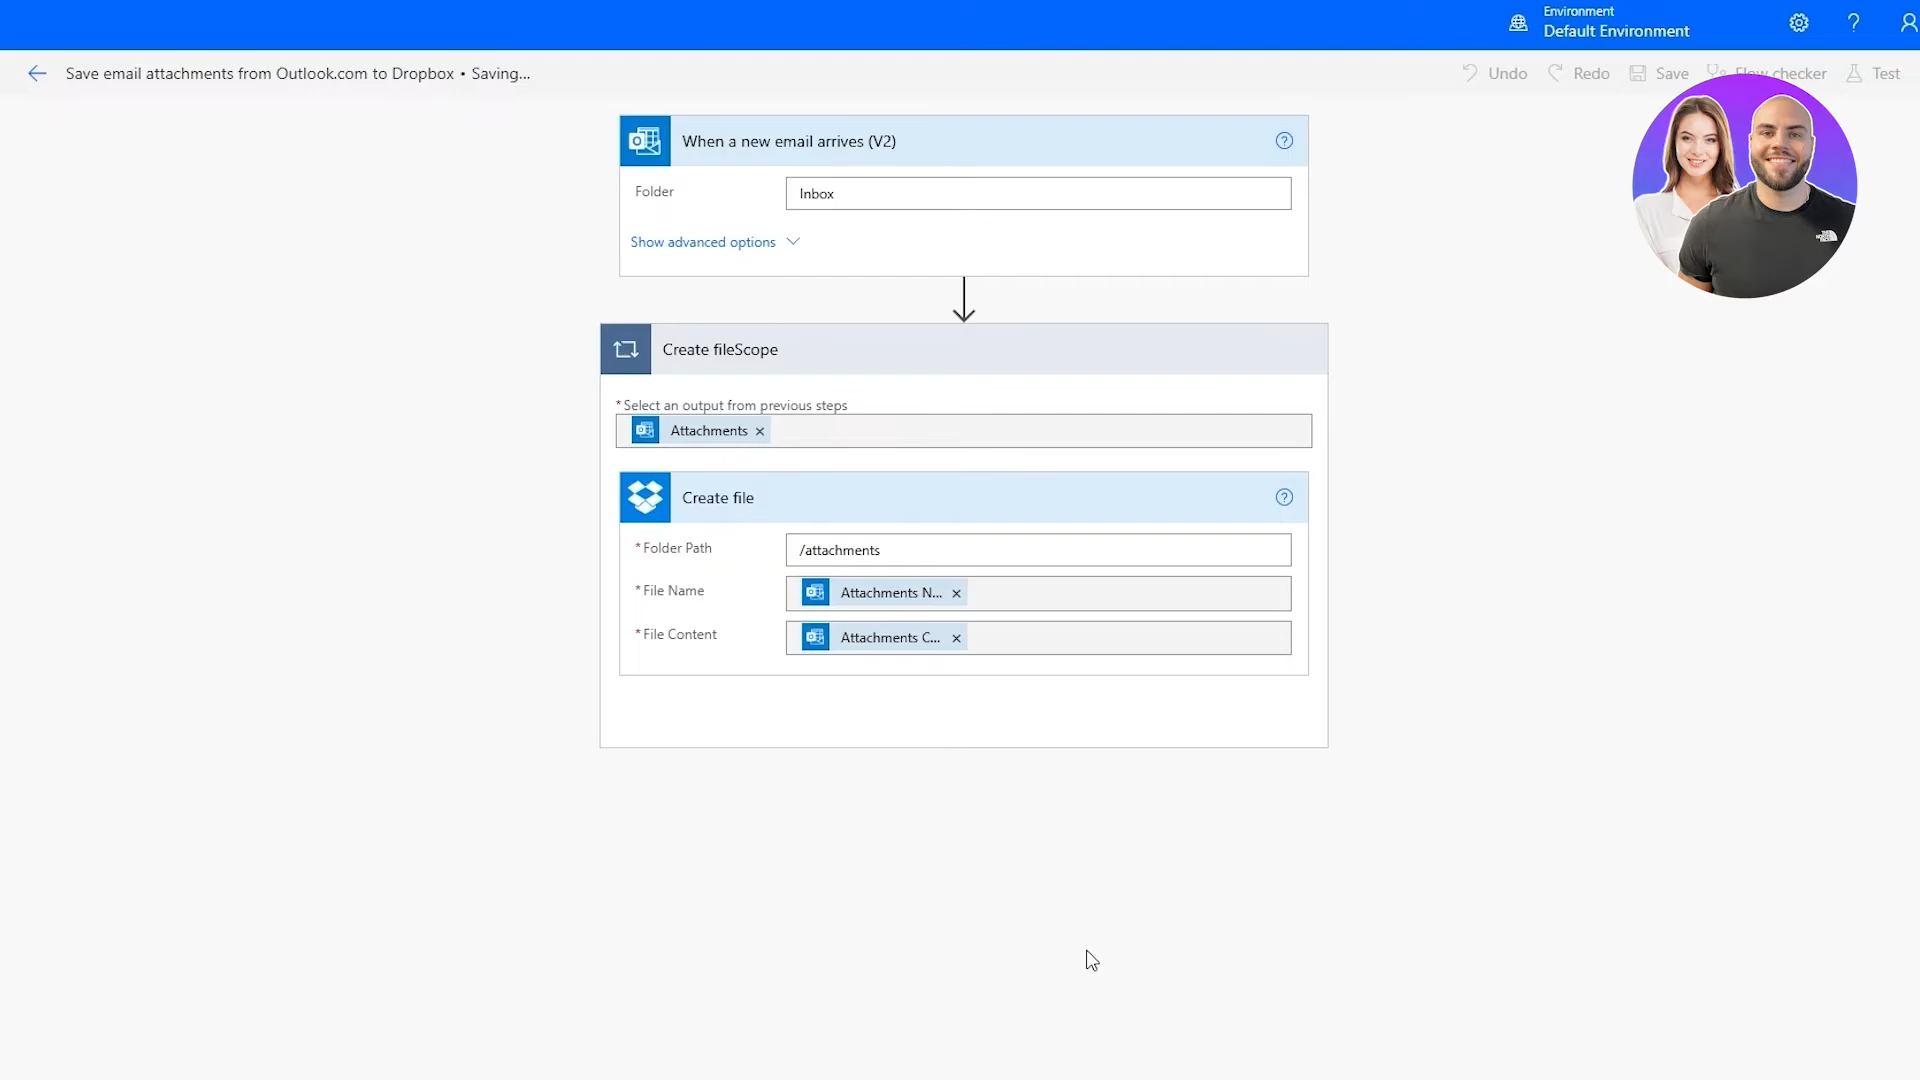 Environment
Default Environment
?
Save email attachments from Outlook.com to Dropbox • Saving...
Undo
Redo
Save
Flow checker
Test
When a new email arrives (V2)
?
Folder
Inbox
Show advanced options
Create fileScope
*Select an output from previous steps
Attachments ×
Create file
?
*Folder Path
/attachments
*File Name
Attachments N... ×
*File Content
Attachments C... ×